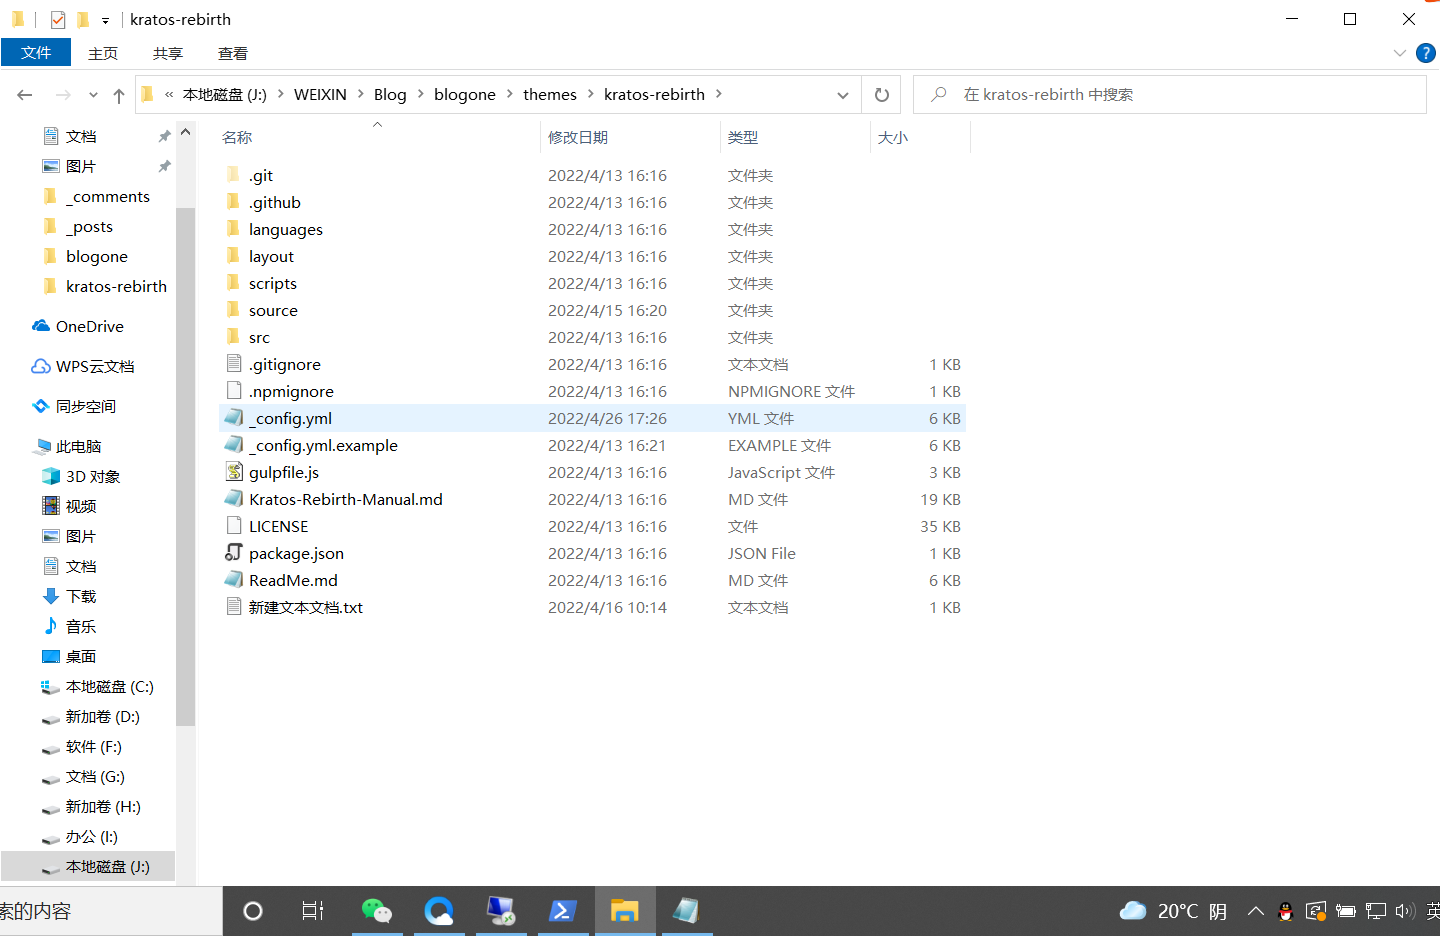 kratos-rebirth
文件 主页 共享 查看
« 本地磁盘 (J:) > WEIXIN > Blog > blogone > themes > kratos-rebirth >
在 kratos-rebirth 中搜索
文档
图片
_comments
_posts
blogone
kratos-rebirth
OneDrive
WPS云文档
同步空间
此电脑
3D 对象
视频
图片
文档
下载
音乐
桌面
本地磁盘 (C:)
新加卷 (D:)
软件 (F:)
文档 (G:)
新加卷 (H:)
办公 (I:)
本地磁盘 (J:)
名称 修改日期 类型 大小
.git 2022/4/13 16:16 文件夹
.github 2022/4/13 16:16 文件夹
languages 2022/4/13 16:16 文件夹
layout 2022/4/13 16:16 文件夹
scripts 2022/4/13 16:16 文件夹
source 2022/4/15 16:20 文件夹
src 2022/4/13 16:16 文件夹
.gitignore 2022/4/13 16:16 文本文档 1 KB
.npmignore 2022/4/13 16:16 NPMIGNORE 文件 1 KB
_config.yml 2022/4/26 17:26 YML 文件 6 KB
_config.yml.example 2022/4/13 16:21 EXAMPLE 文件 6 KB
gulpfile.js 2022/4/13 16:16 JavaScript 文件 3 KB
Kratos-Rebirth-Manual.md 2022/4/13 16:16 MD 文件 19 KB
LICENSE 2022/4/13 16:16 文件 35 KB
package.json 2022/4/13 16:16 JSON File 1 KB
ReadMe.md 2022/4/13 16:16 MD 文件 6 KB
新建文本文档.txt 2022/4/16 10:14 文本文档 1 KB
索的内容
20°C 阴
英